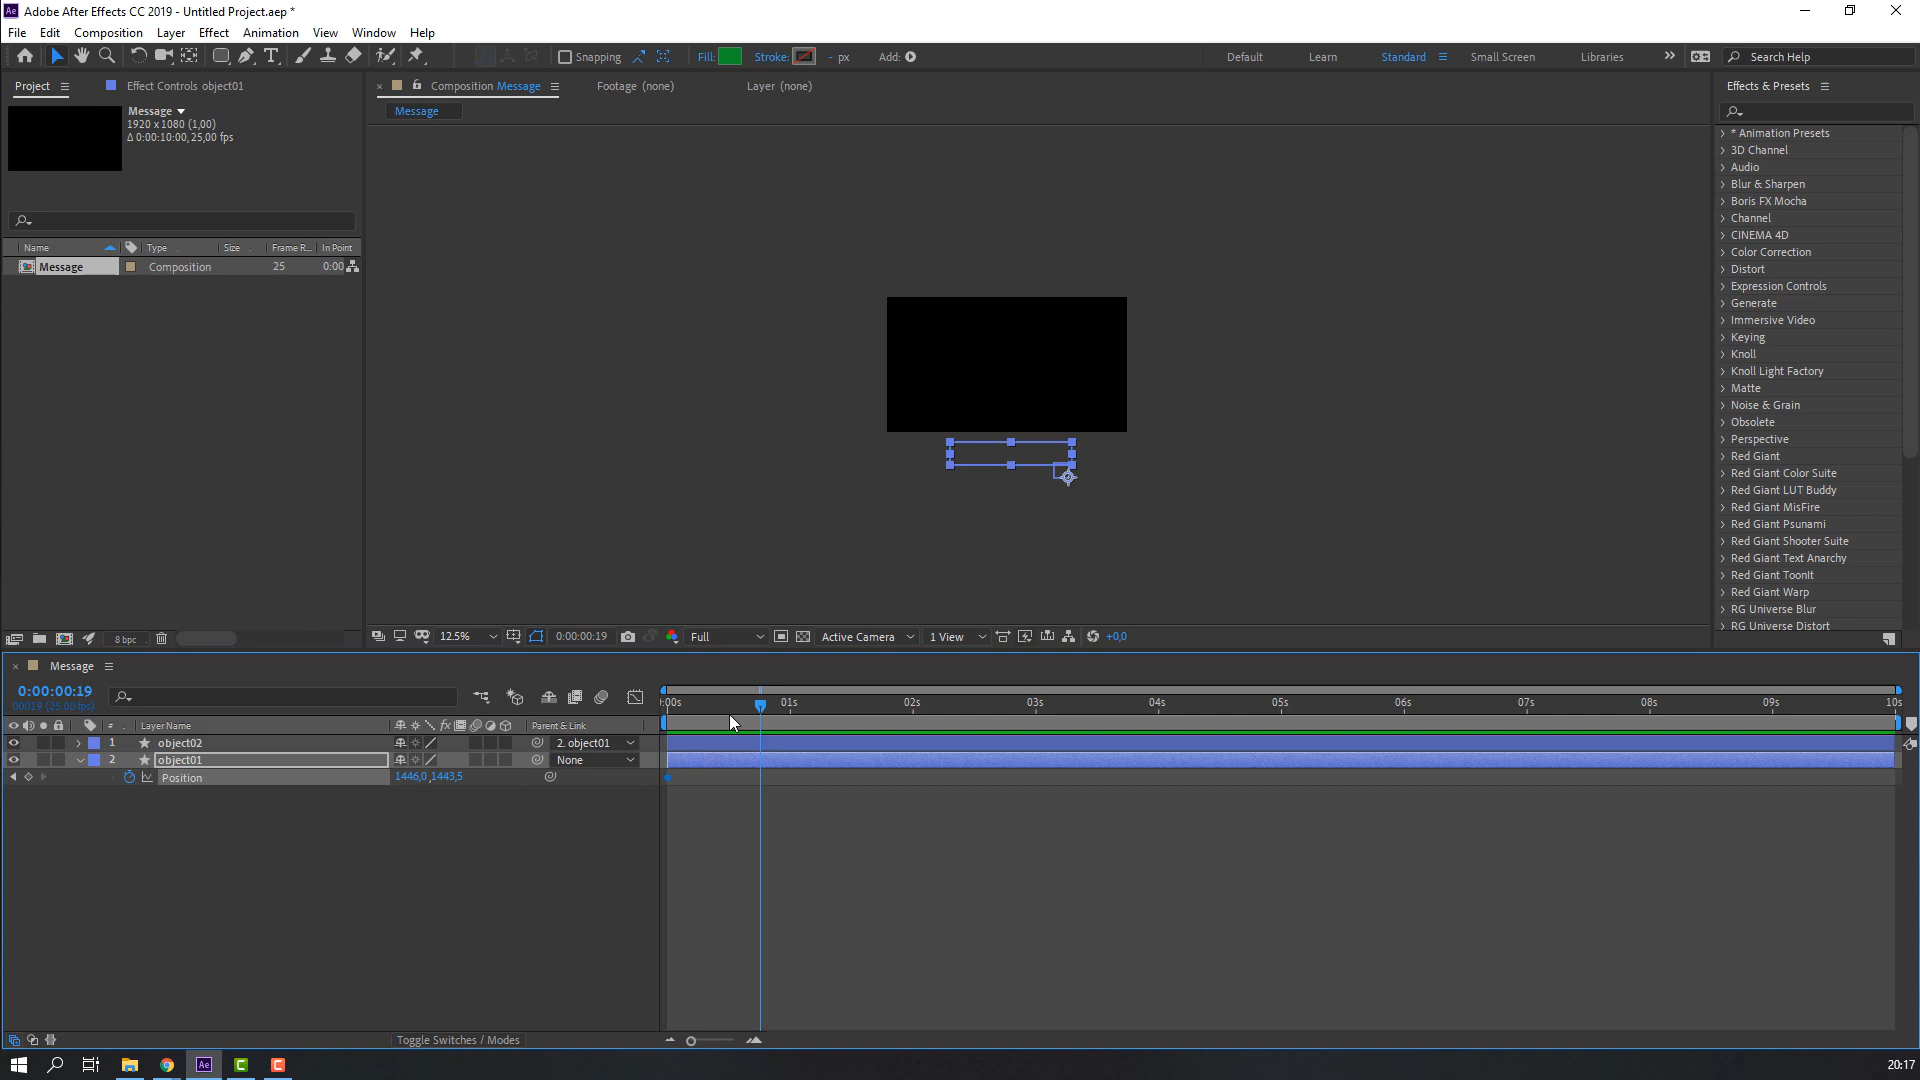 Ae Adobe After Effects CC 2019 - Untitled Project.aep *
File Edit Composition Layer Effect Animation View Window Help
Snapping Fill: Stroke: - px Add: Default Learn Standard Small Screen Libraries Search Help
Project Effect Controls object01
Composition Message Footage (none) Layer (none)
Effects & Presets
Message
1920 x 1080 (1,00)
Δ 0:00:10:00, 25,00 fps
Message
Name Type Size Frame R... In Point
Message Composition 25 0:00
* Animation Presets
3D Channel
Audio
Blur & Sharpen
Boris FX Mocha
Channel
CINEMA 4D
Color Correction
Distort
Expression Controls
Generate
Immersive Video
Keying
Knoll
Knoll Light Factory
Matte
Noise & Grain
Obsolete
Perspective
Red Giant
Red Giant Color Suite
Red Giant LUT Buddy
Red Giant MisFire
Red Giant Psunami
Red Giant Shooter Suite
Red Giant Text Anarchy
Red Giant ToonIt
Red Giant Warp
RG Universe Blur
RG Universe Distort
8 bpc
12.5% 0:00:00:19 Full Active Camera 1 View +0,0
Message
0:00:00:19
00019 (25.00 fps)
:00s 01s 02s 03s 04s 05s 06s 07s 08s 09s 10s
# Layer Name fx Parent & Link
1 object02 2. object01
2 object01 None
Position 1446,0,1443,5
Toggle Switches / Modes
Ae C C 20:17